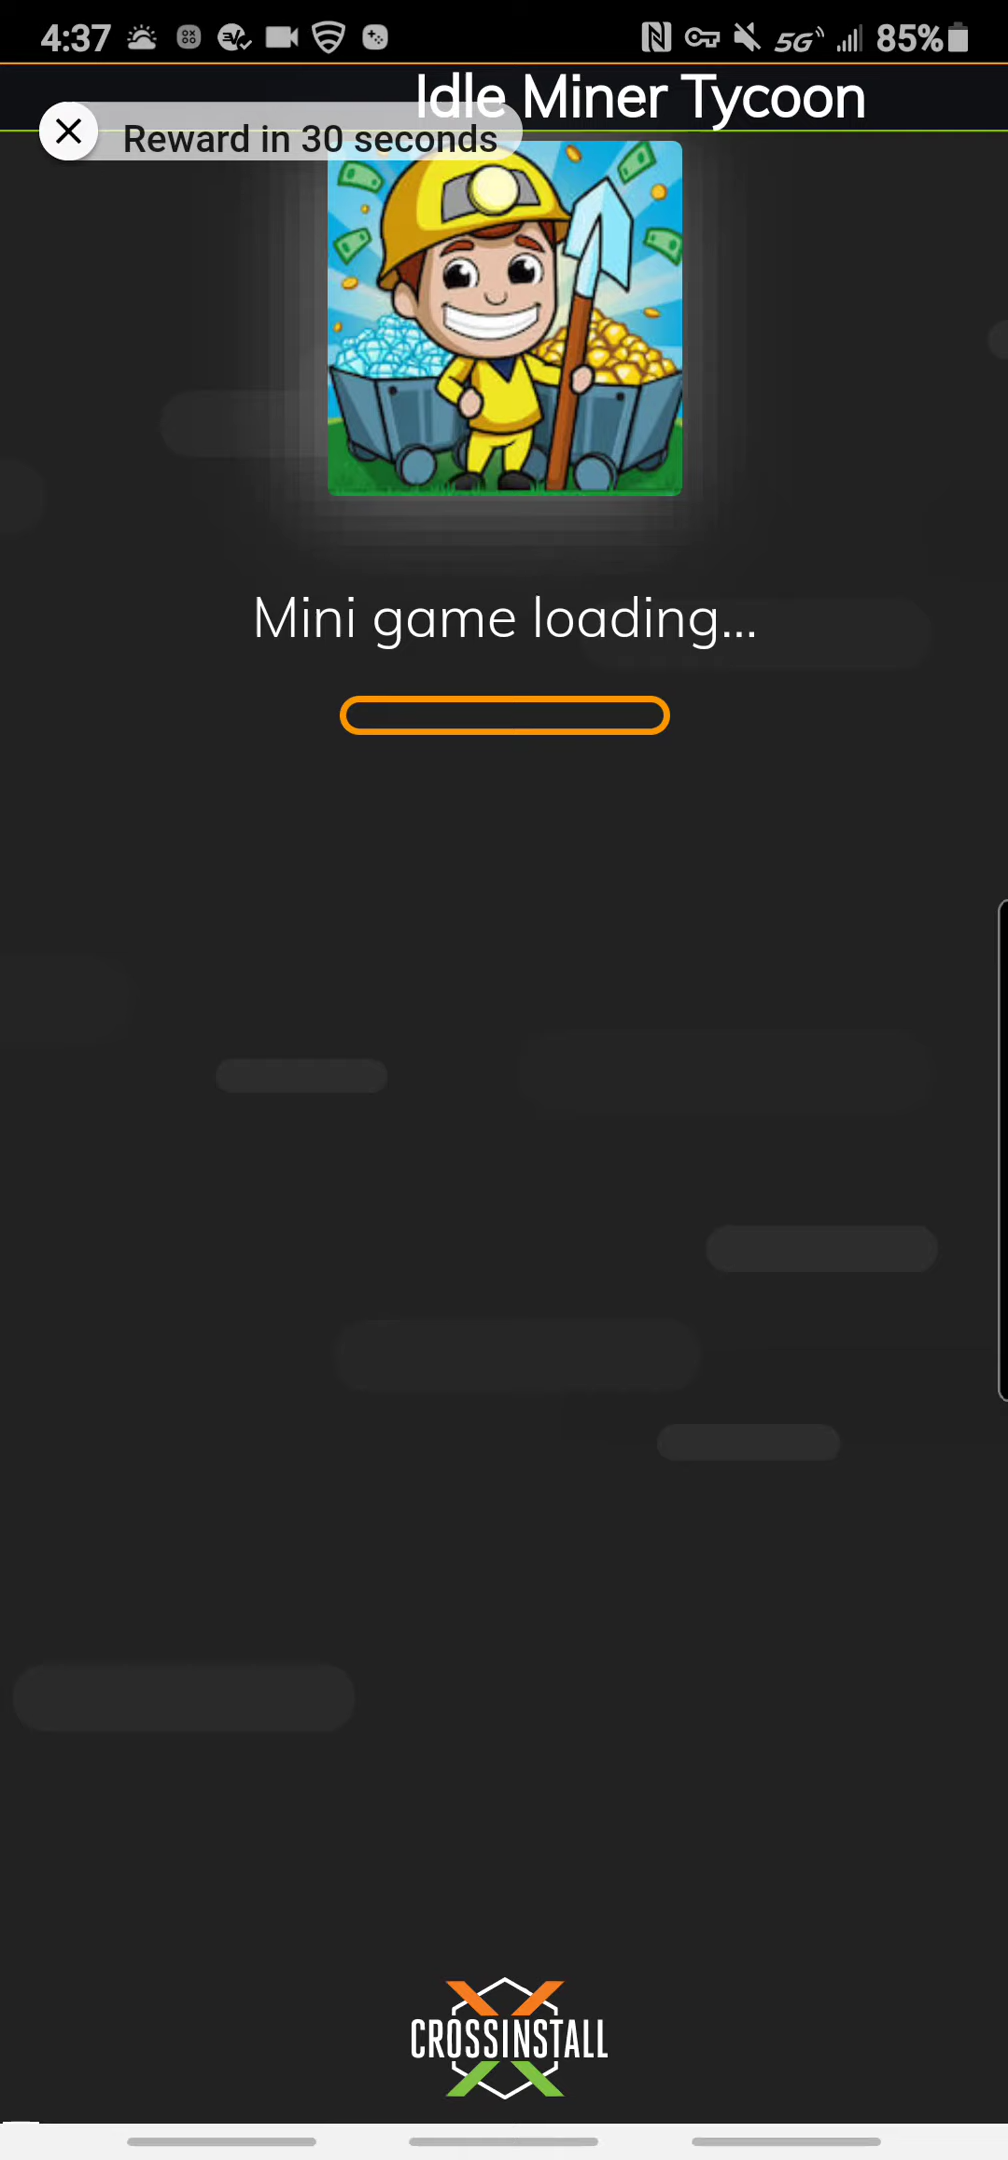 4:37
5G 85%
Idle Miner Tycoon
Reward in 30 seconds
Mini game loading...
CROSSINSTALL